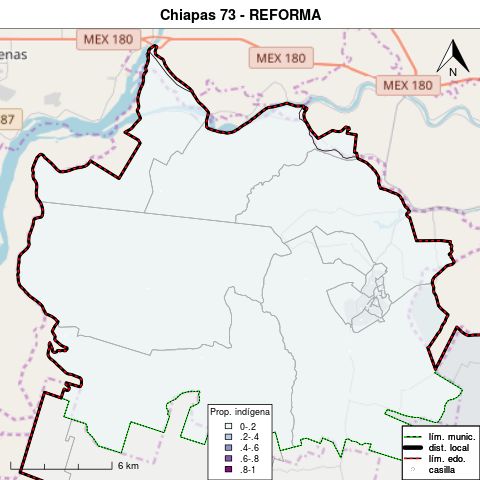 Chiapas 73 - REFORMA
MEX 180
MEX 180
MEX 180
enas
87
N
Prop. indígena
0-.2
.2-.4
.4-.6
.6-.8
.8-1
lím. munic.
dist. local
lím. edo.
casilla
6 km